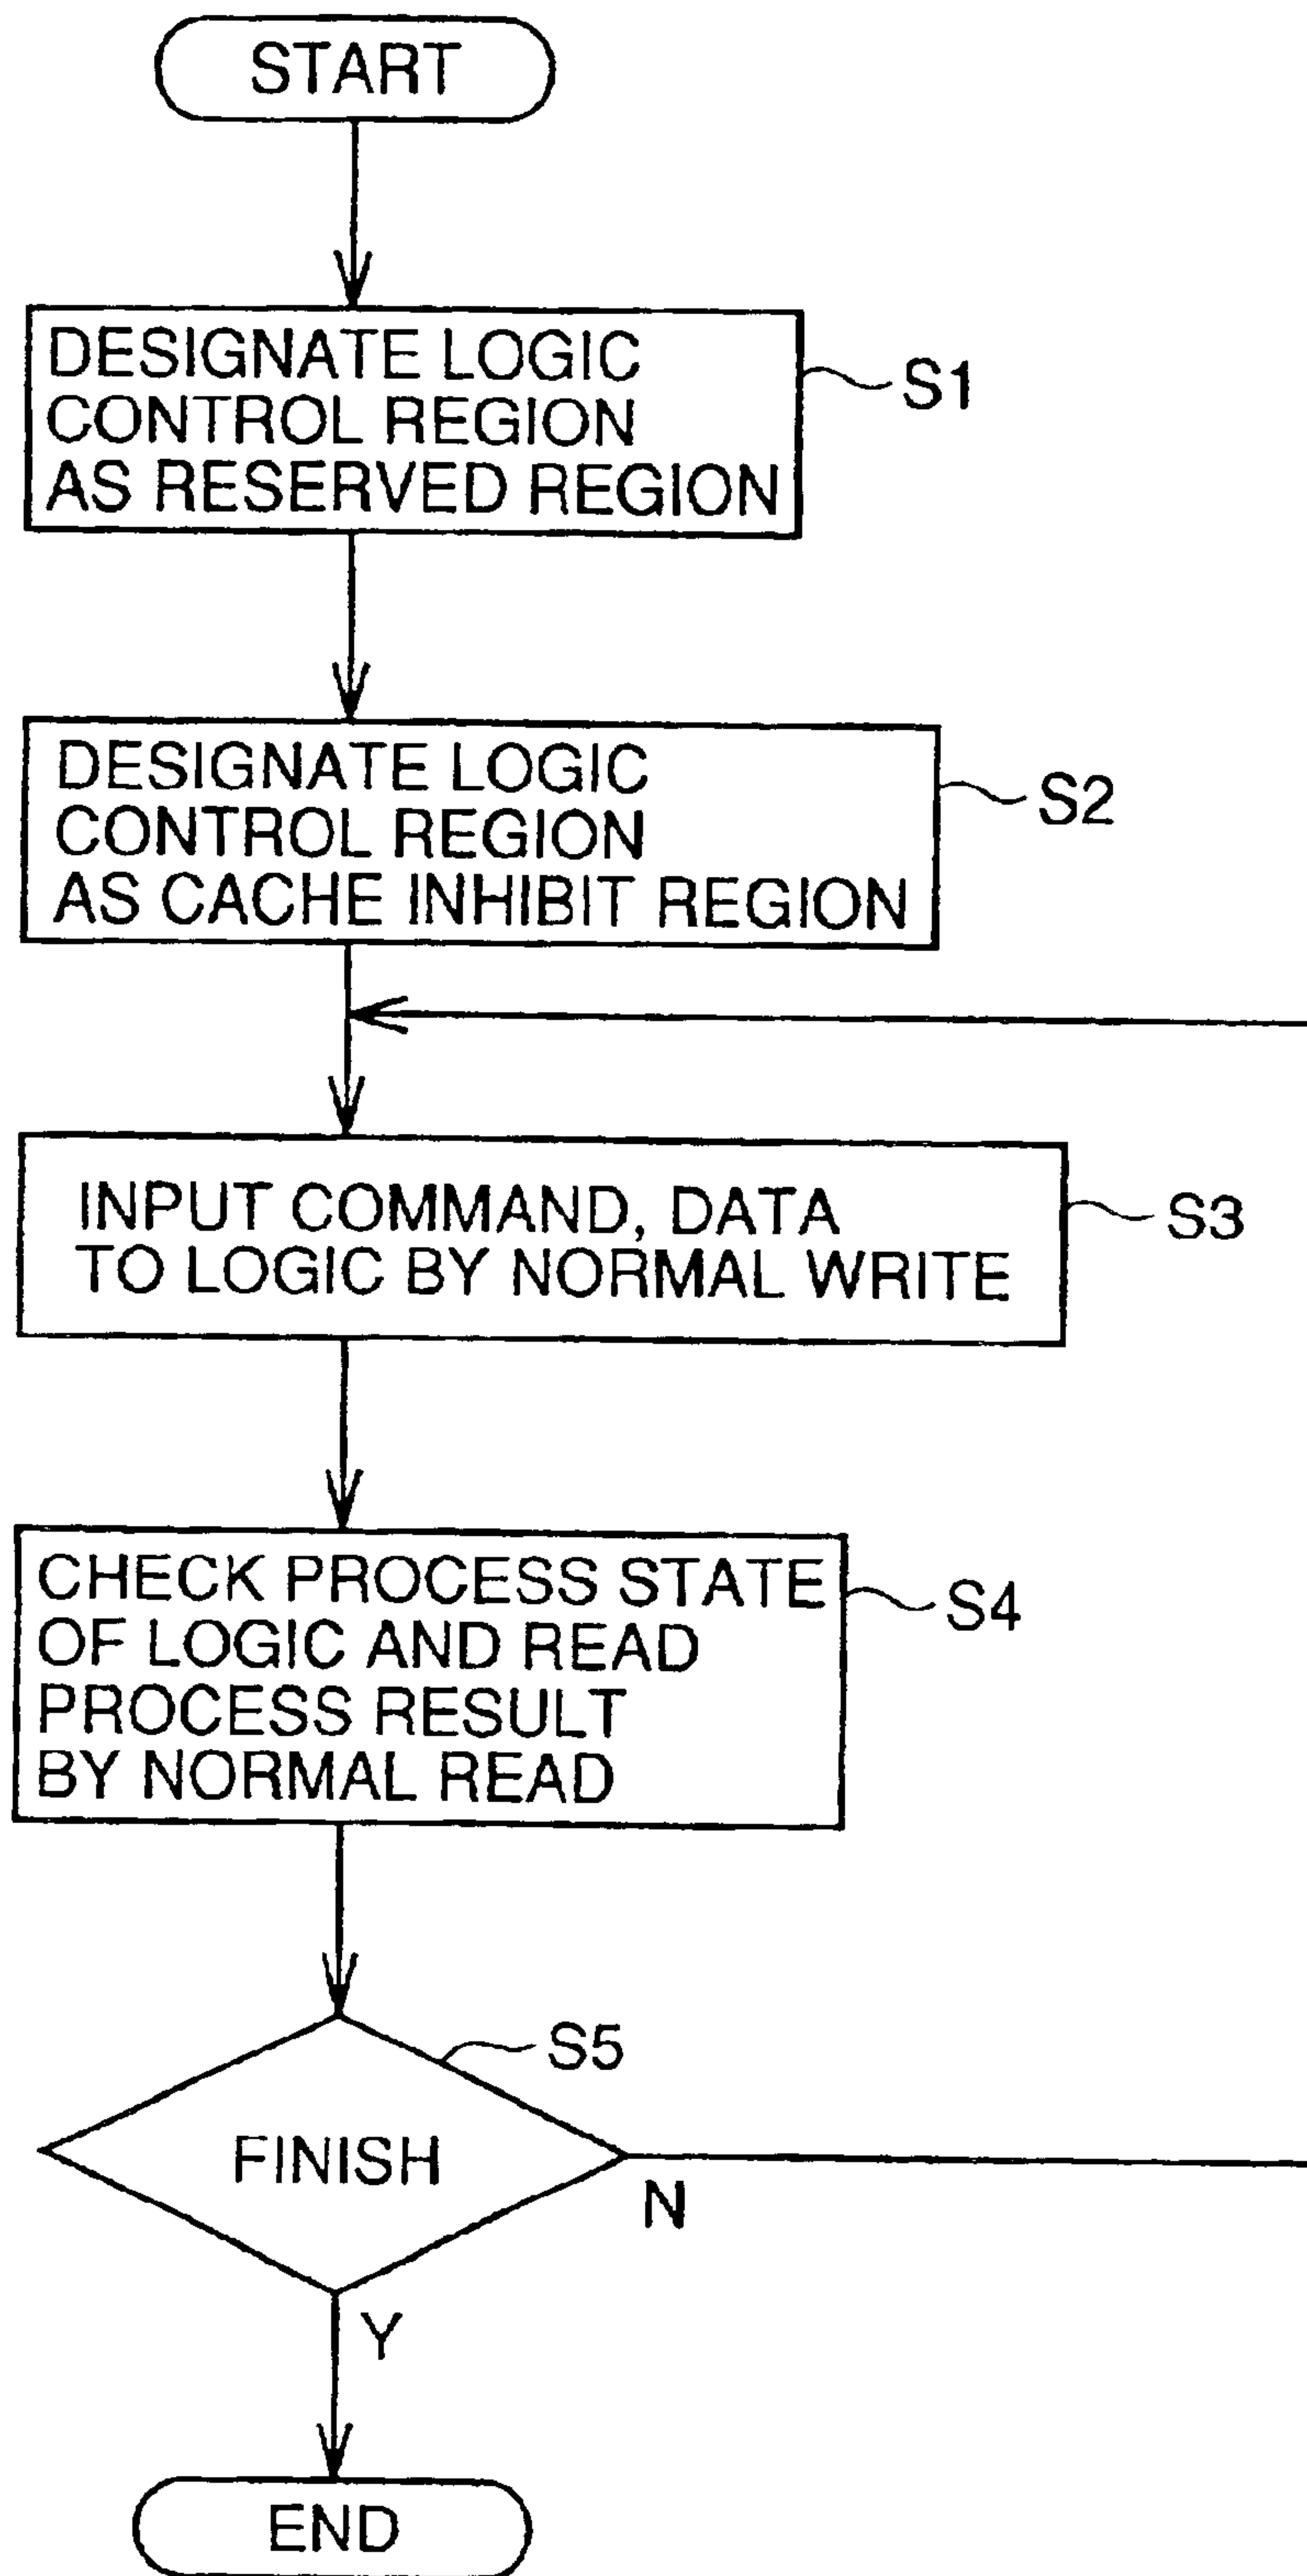 START
DESIGNATE LOGIC
CONTROL REGION
AS RESERVED REGION
S1
DESIGNATE LOGIC
CONTROL REGION
AS CACHE INHIBIT REGION
S2
INPUT COMMAND, DATA
TO LOGIC BY NORMAL WRITE
S3
CHECK PROCESS STATE
OF LOGIC AND READ
PROCESS RESULT
BY NORMAL READ
S4
S5
FINISH
N
Y
END